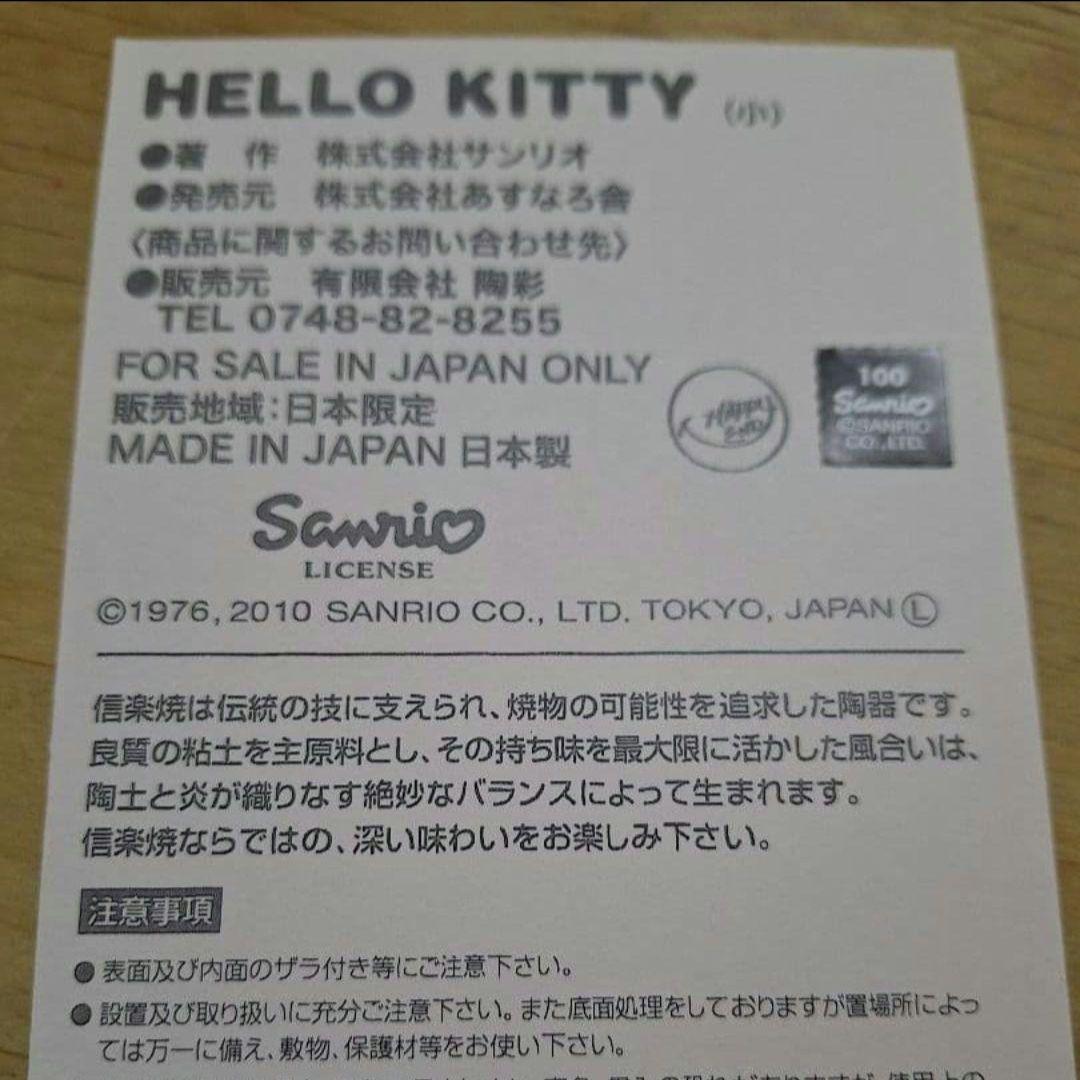 HELLO KITTY (小)
●著 作 株式会社サンリオ
●発売元 株式会社あすなろ舎
〈商品に関するお問い合わせ先〉
●販売元 有限会社 陶彩
TEL 0748-82-8255
FOR SALE IN JAPAN ONLY
販売地域：日本限定
MADE IN JAPAN 日本製
HAPPY
100
Sanrio
©SANRIO
CO.,LTD.
Sanrio
LICENSE
©1976, 2010 SANRIO CO., LTD. TOKYO, JAPAN Ⓛ
信楽焼は伝統の技に支えられ、焼物の可能性を追求した陶器です。
良質の粘土を主原料とし、その持ち味を最大限に活かした風合いは、
陶土と炎が織りなす絶妙なバランスによって生まれます。
信楽焼ならではの、深い味わいをお楽しみ下さい。
注意事項
●表面及び内面のザラ付き等にご注意下さい。
●設置及び取り扱いに充分ご注意下さい。また底面処理をしておりますが置場所によっ
ては万一に備え、敷物、保護材等をお使い下さい。